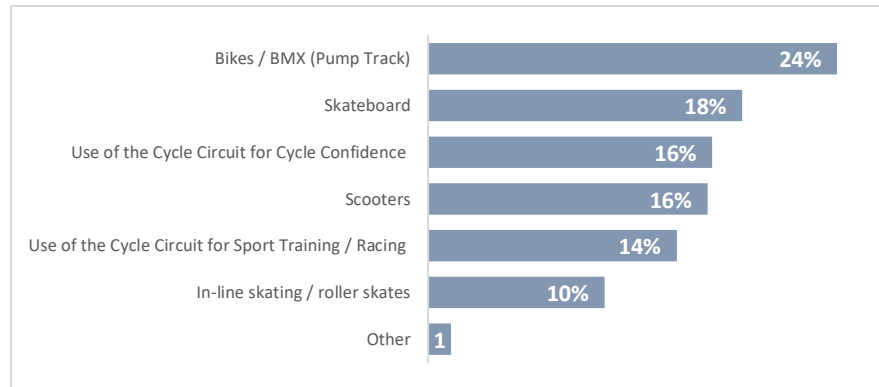 Bikes / BMX (Pump Track) 24%
Skateboard 18%
Use of the Cycle Circuit for Cycle Confidence 16%
Scooters 16%
Use of the Cycle Circuit for Sport Training / Racing 14%
In-line skating / roller skates 10%
Other 1